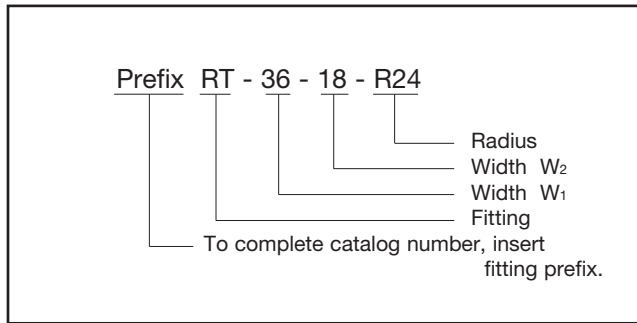 Prefix RT - 36 - 18 - R24
Radius
Width W₂
Width W₁
Fitting
To complete catalog number, insert
fitting prefix.